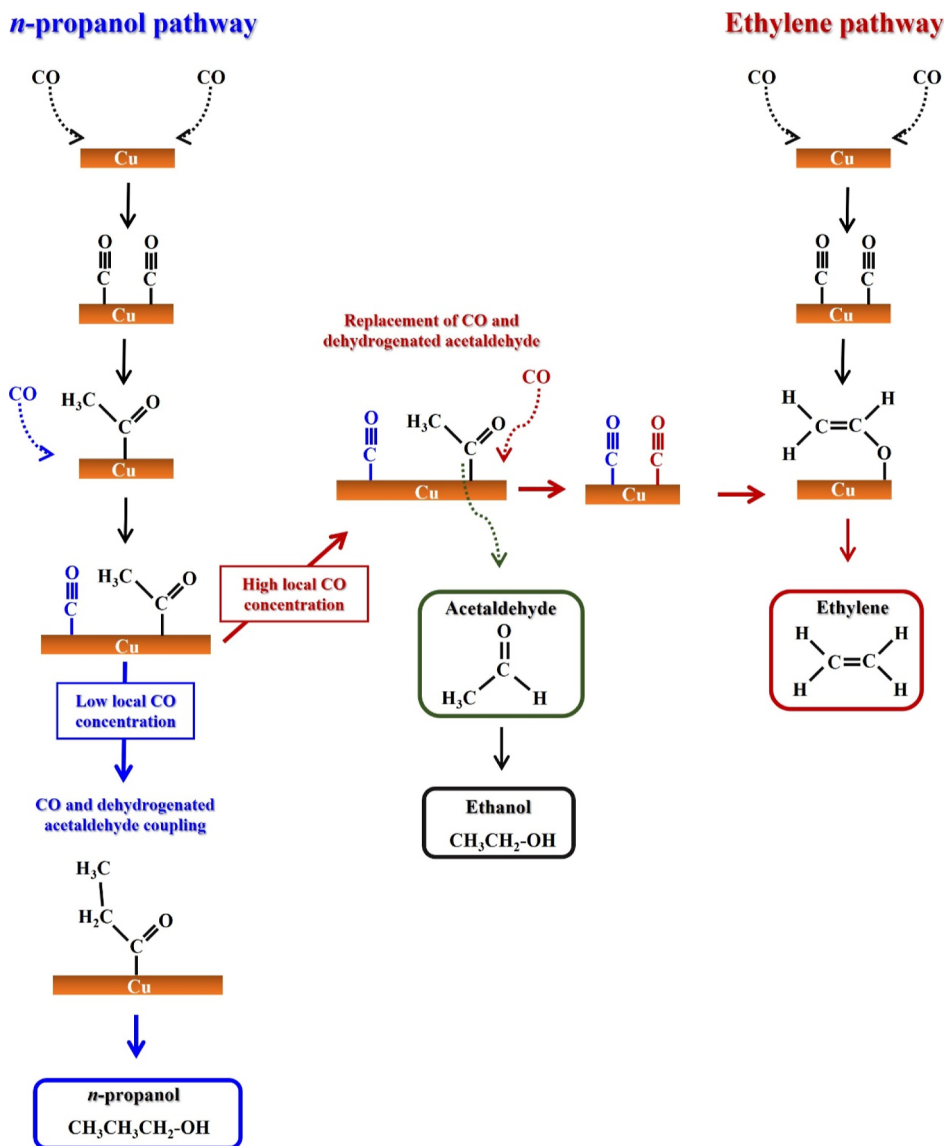 n-propanol pathway
CO CO
Cu
O O
C C
Cu
CO
H₃C O
C
Cu
O
C
H₃C O
C
Cu
Low local CO
concentration
High local CO
concentration
CO and dehydrogenated
acetaldehyde coupling
H₃C
H₂C O
C
Cu
n-propanol
CH₃CH₃CH₂-OH
Replacement of CO and
dehydrogenated acetaldehyde
CO
O
C
H₃C O
C
Cu
O O
C C
Cu
Acetaldehyde
O
C
H₃C H
Ethanol
CH₃CH₂-OH
Ethylene pathway
CO CO
Cu
O O
C C
Cu
H H
C=C
H O
Cu
Ethylene
H H
C=C
H H